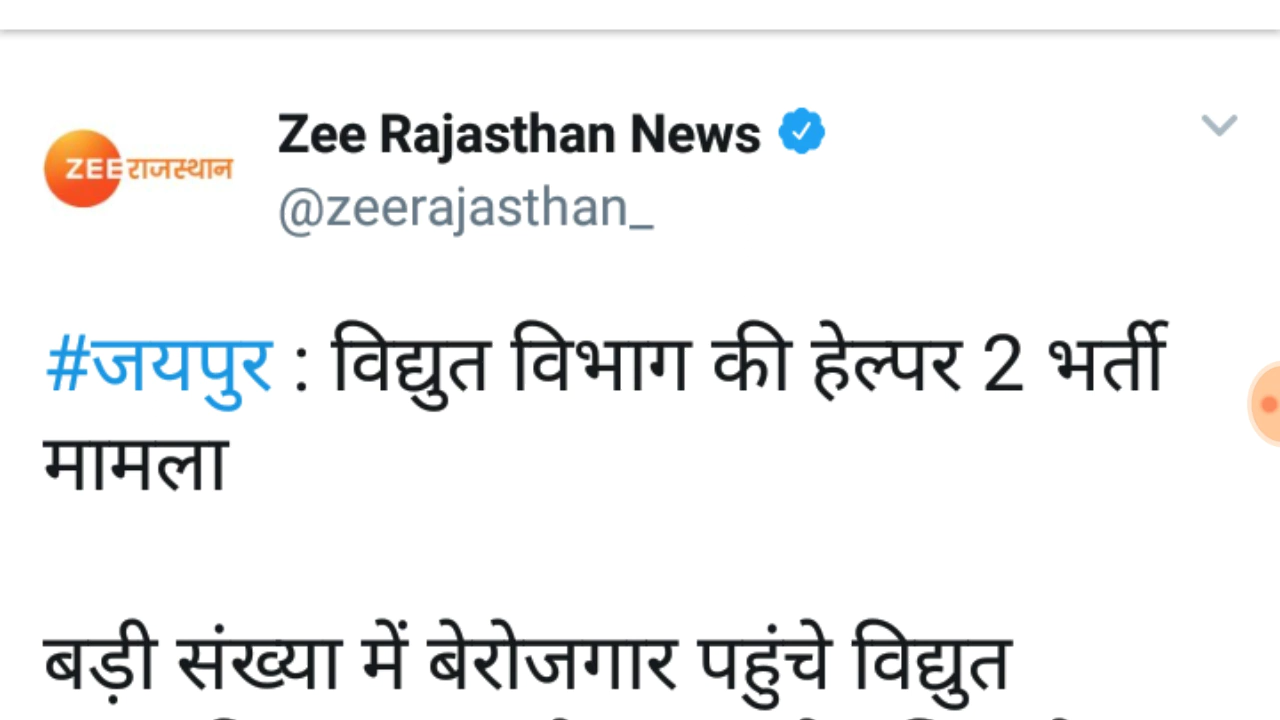 ZEE राजस्थान
Zee Rajasthan News
@zeerajasthan_
#जयपुर : विद्युत विभाग की हेल्पर 2 भर्ती
मामला
बड़ी संख्या में बेरोजगार पहुंचे विद्युत